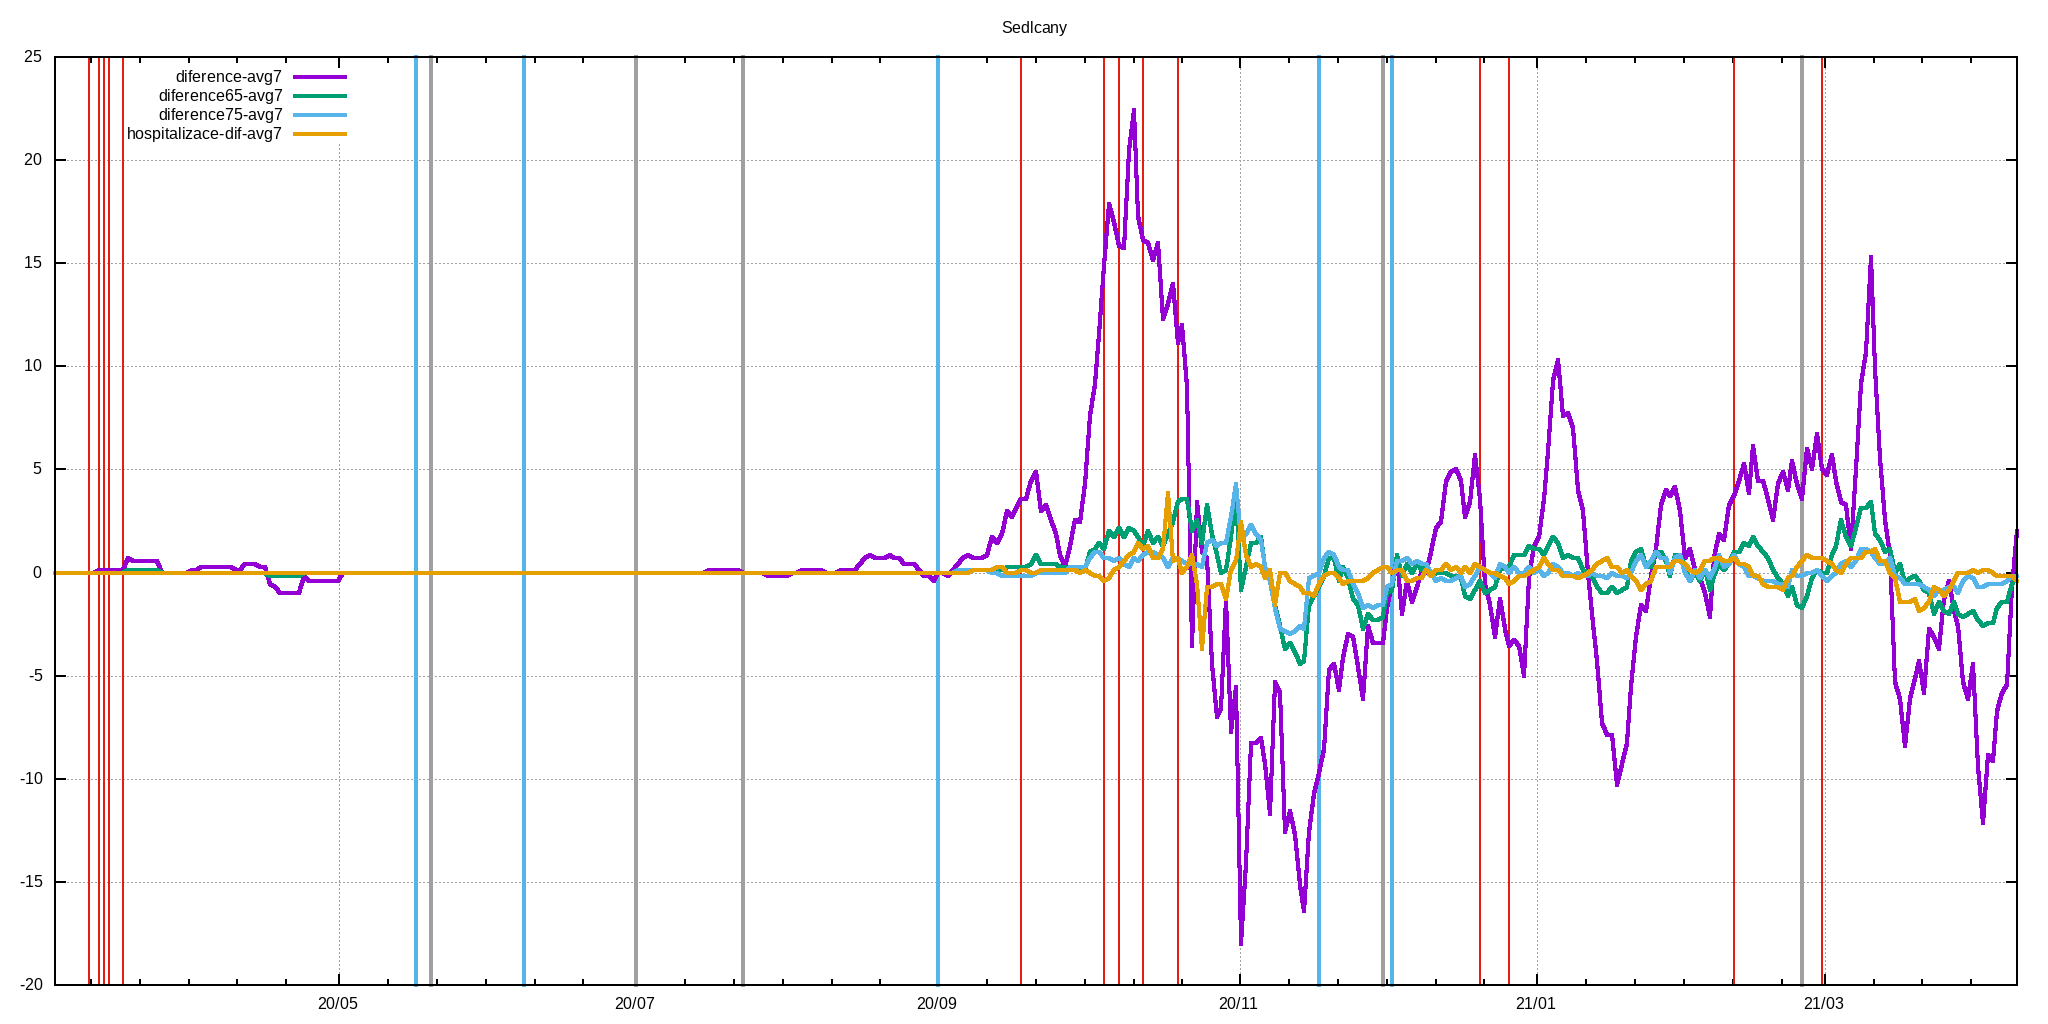 Sedlcany
25
20
15
10
5
0
-5
-10
-15
-20
diference-avg7
diference65-avg7
diference75-avg7
hospitalizace-dif-avg7
20/05 20/07 20/09 20/11 21/01 21/03